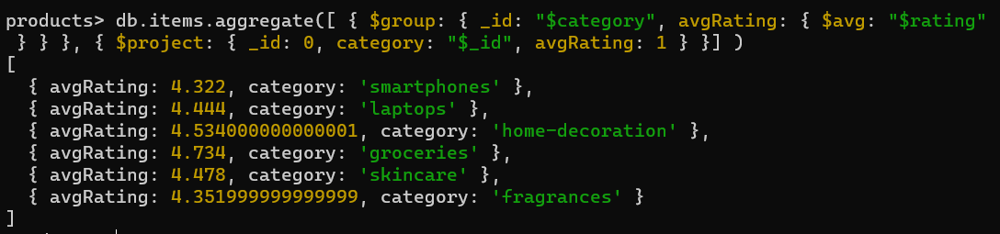 products> db.items.aggregate([ { $group: { _id: "$category", avgRating: { $avg: "$rating"
 } } }, { $project: { _id: 0, category: "$_id", avgRating: 1 } }] )
[
  { avgRating: 4.322, category: 'smartphones' },
  { avgRating: 4.444, category: 'laptops' },
  { avgRating: 4.534000000000001, category: 'home-decoration' },
  { avgRating: 4.734, category: 'groceries' },
  { avgRating: 4.478, category: 'skincare' },
  { avgRating: 4.351999999999999, category: 'fragrances' }
]